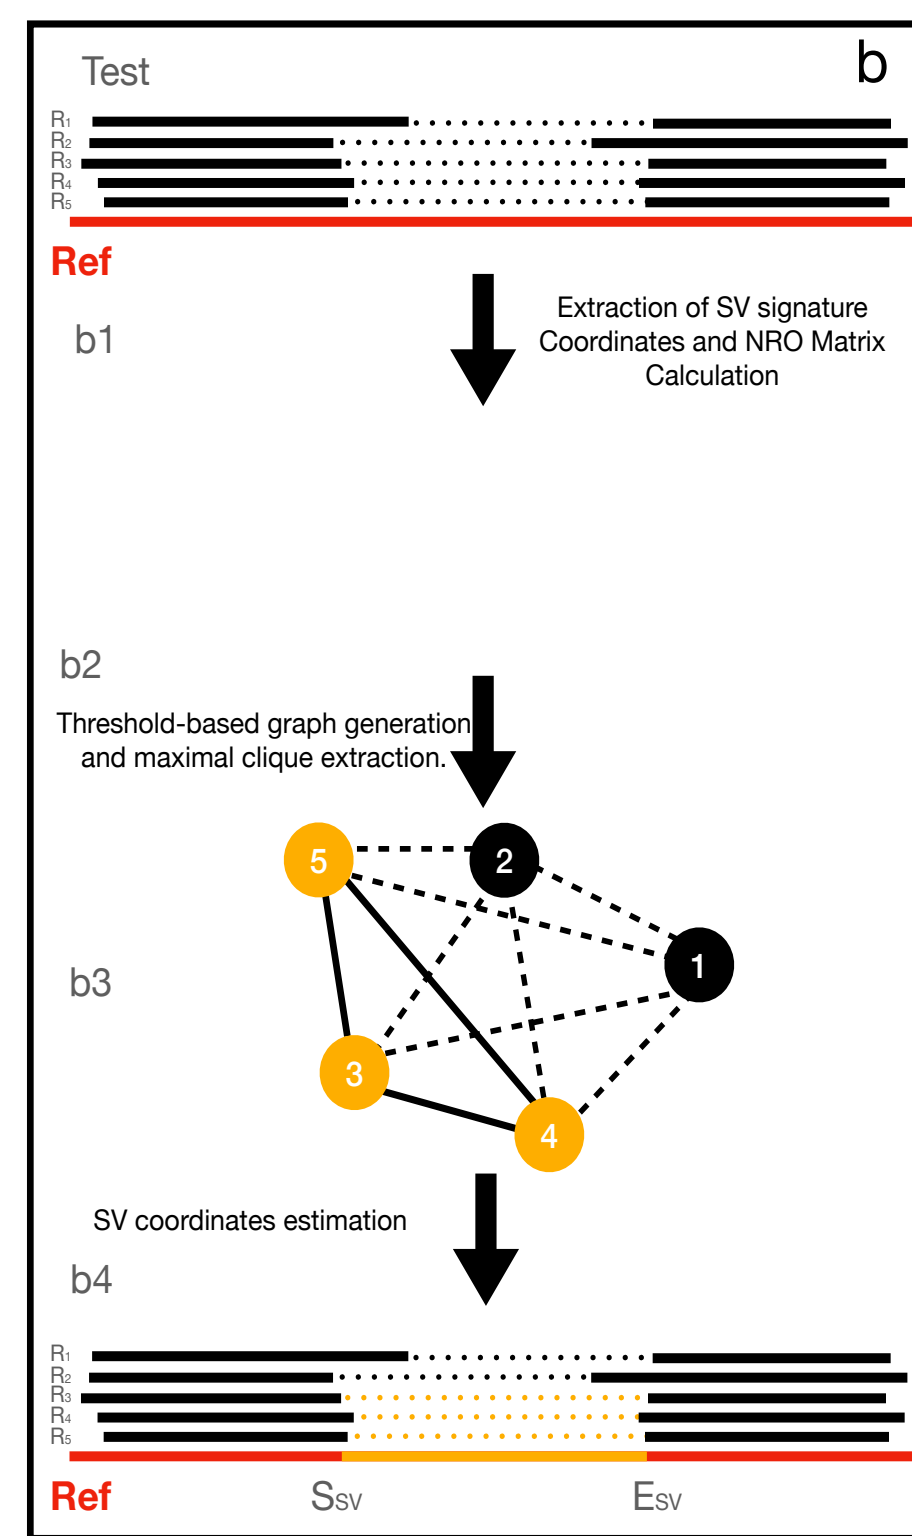 Test
b
R1
R2
R3
R4
R5
Ref
b1
Extraction of SV signature
Coordinates and NRO Matrix
Calculation
b2
Threshold-based graph generation
and maximal clique extraction.
5
2
1
b3
3
4
SV coordinates estimation
b4
R1
R2
R3
R4
R5
Ref
SSV
ESV